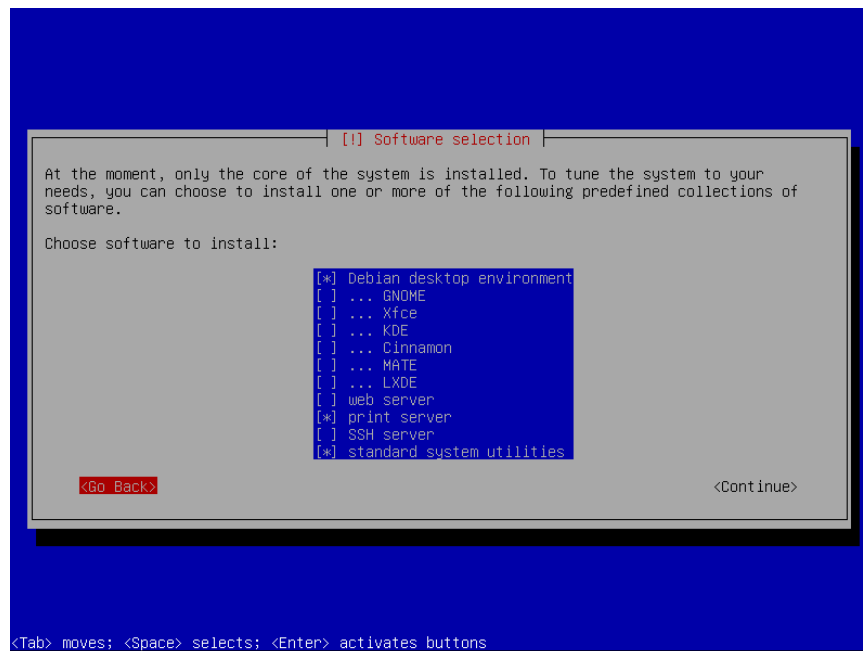 [!] Software selection
At the moment, only the core of the system is installed. To tune the system to your
needs, you can choose to install one or more of the following predefined collections of
software.
Choose software to install:
[*] Debian desktop environment
[ ] ... GNOME
[ ] ... Xfce
[ ] ... KDE
[ ] ... Cinnamon
[ ] ... MATE
[ ] ... LXDE
[ ] web server
[*] print server
[ ] SSH server
[*] standard system utilities
<Go Back> <Continue>
<Tab> moves; <Space> selects; <Enter> activates buttons